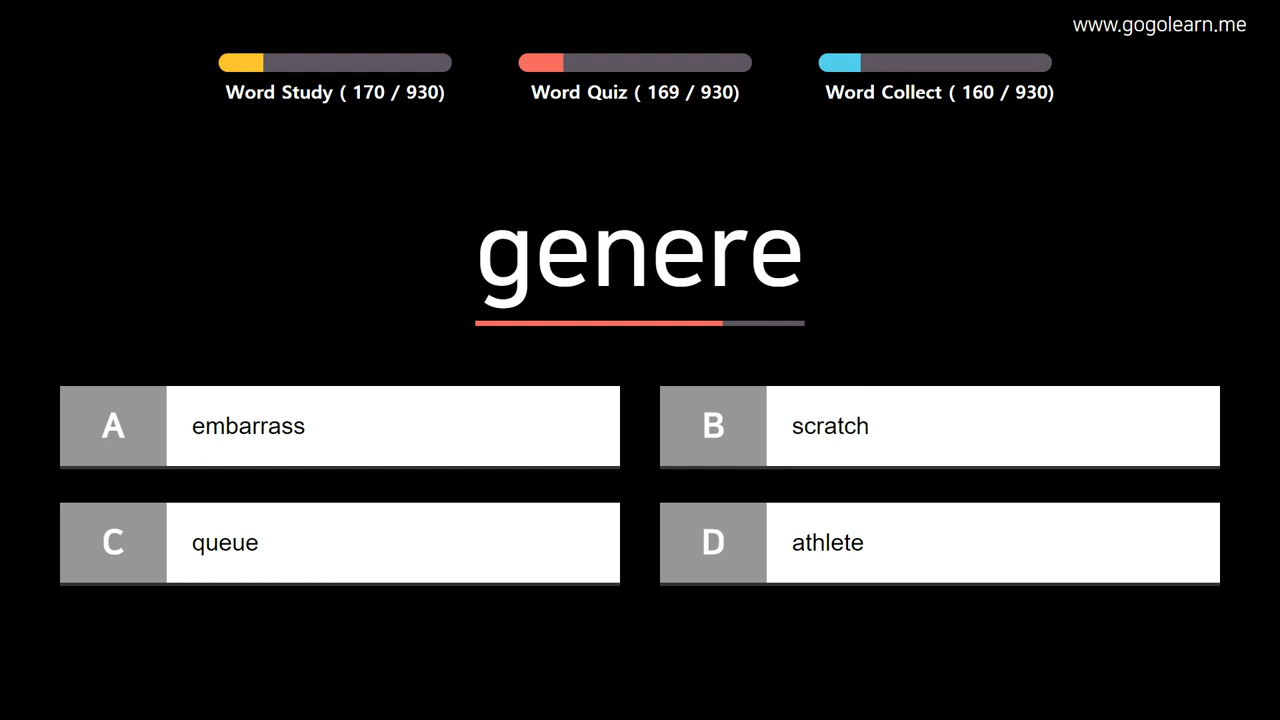 www.gogolearn.me
Word Study ( 170 / 930)
Word Quiz ( 169 / 930)
Word Collect ( 160 / 930)
genere
A embarrass
B scratch
C queue
D athlete